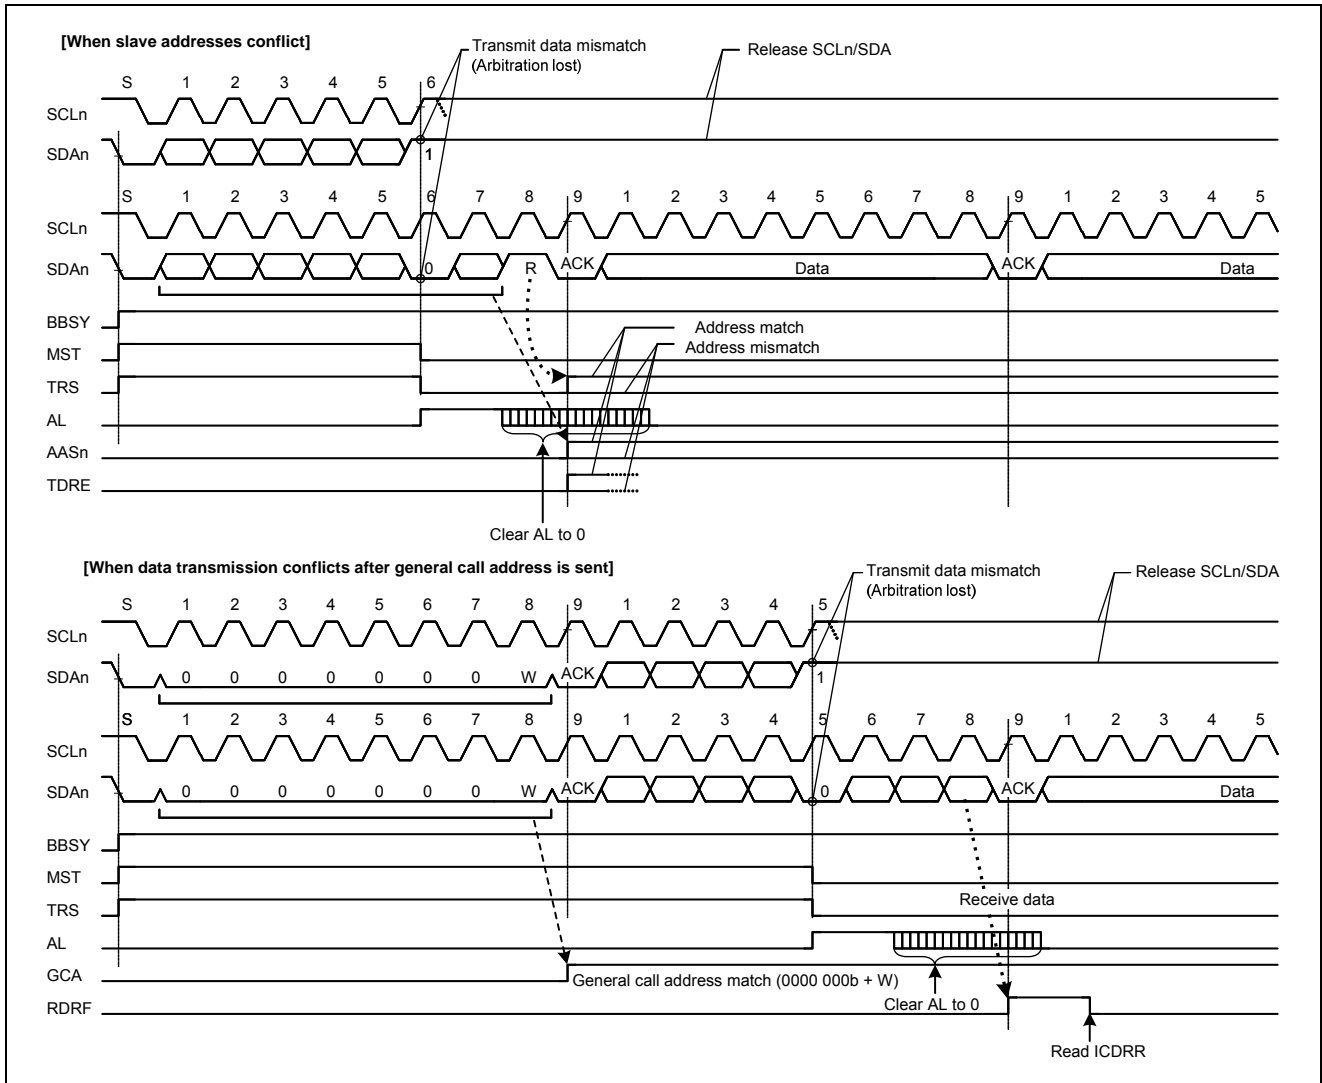 [When slave addresses conflict]
Transmit data mismatch
(Arbitration lost)
Release SCLn/SDA
S 1 2 3 4 5 6
SCLn
SDAn
1
S 1 2 3 4 5 6 7 8 9 1 2 3 4 5 6 7 8 9 1 2 3 4 5
SCLn
SDAn
0 R ACK Data ACK Data
BBSY
Address match
MST
Address mismatch
TRS
AL
AASn
TDRE
Clear AL to 0
[When data transmission conflicts after general call address is sent]
Transmit data mismatch
(Arbitration lost)
Release SCLn/SDA
S 1 2 3 4 5 6 7 8 9 1 2 3 4 5
SCLn
SDAn
0 0 0 0 0 0 0 W ACK 1
S 1 2 3 4 5 6 7 8 9 1 2 3 4 5 6 7 8 9 1 2 3 4 5
SCLn
SDAn
0 0 0 0 0 0 0 W ACK 0 ACK Data
BBSY
MST
TRS
Receive data
AL
GCA
General call address match (0000 000b + W)
Clear AL to 0
RDRF
Read ICDRR